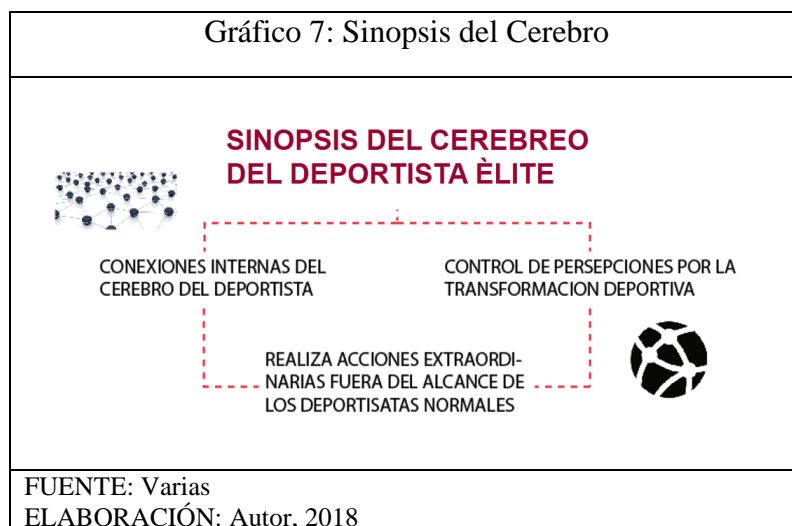 Gráfico 7: Sinopsis del Cerebro
SINOPSIS DEL CEREBREO
DEL DEPORTISTA ÈLITE
CONEXIONES INTERNAS DEL
CEREBRO DEL DEPORTISTA
CONTROL DE PERSEPCIONES POR LA
TRANSFORMACION DEPORTIVA
REALIZA ACCIONES EXTRAORDI-
NARIAS FUERA DEL ALCANCE DE
LOS DEPORTISATAS NORMALES
FUENTE: Varias
ELABORACIÓN: Autor, 2018